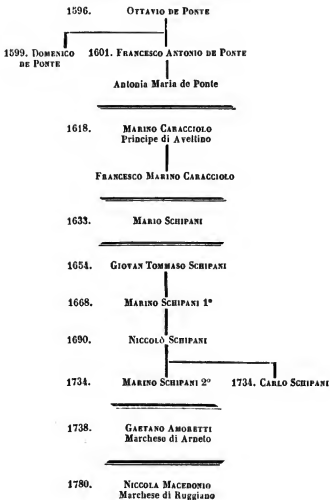 1596. OTTAVIO DE PONTE
1599. DOMENICO DE PONTE
1601. FRANCESCO ANTONIO DE PONTE
Antonia Maria de Ponte
1618. MARINO CARACCIOLO
Principe di Avellino
FRANCESCO MARINO CARACCIOLO
1633. MARIO SCHIPANI
1654. GIOVAN TOMMASO SCHIPANI
1668. MARINO SCHIPANI 1º
1690. NICCOLÒ SCHIPANI
1734. MARINO SCHIPANI 2º 1734. CARLO SCHIPANI
1738. GAETANO AMORETTI
Marchese di Arneto
1780. NICCOLA MACEDONIO
Marchese di Ruggiano